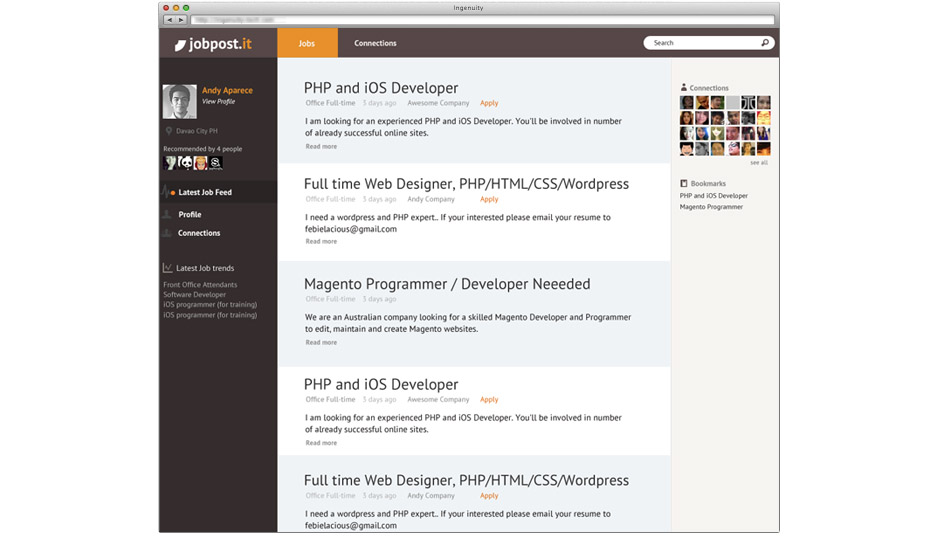 Ingenuity
jobpost.it
Jobs
Connections
Search
Andy Aparece
View Profile
Davao City PH
Recommended by 4 people
Latest Job Feed
Profile
Connections
Latest Job trends
Front Office Attendants
Software Developer
iOS programmer (for training)
iOS programmer (for training)
PHP and iOS Developer
Office Full-time 3 days ago Awesome Company Apply
I am looking for an experienced PHP and iOS Developer. You'll be involved in number
of already successful online sites.
Read more
Full time Web Designer, PHP/HTML/CSS/Wordpress
Office Full-time 3 days ago Andy Company Apply
I need a wordpress and PHP expert.. If your interested please email your resume to
febielacious@gmail.com
Read more
Magento Programmer / Developer Neeeded
Office Full-time 3 days ago
We are an Australian company looking for a skilled Magento Developer and Programmer
to edit, maintain and create Magento websites.
Read more
PHP and iOS Developer
Office Full-time 3 days ago Awesome Company Apply
I am looking for an experienced PHP and iOS Developer. You'll be involved in number
of already successful online sites.
Read more
Full time Web Designer, PHP/HTML/CSS/Wordpress
Office Full-time 3 days ago Andy Company Apply
I need a wordpress and PHP expert.. If your interested please email your resume to
febielacious@gmail.com
Connections
see all
Bookmarks
PHP and iOS Developer
Magento Programmer